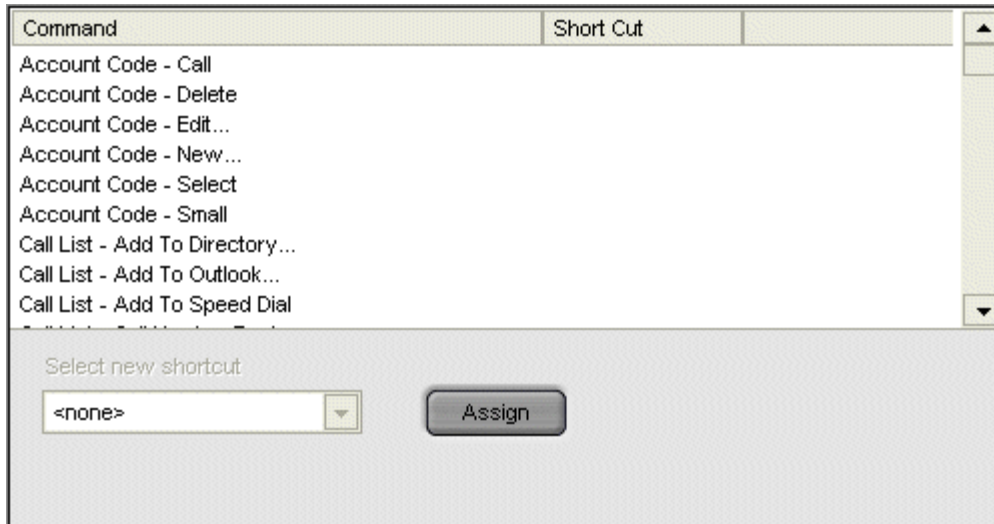 Command Short Cut
Account Code - Call
Account Code - Delete
Account Code - Edit...
Account Code - New...
Account Code - Select
Account Code - Small
Call List - Add To Directory...
Call List - Add To Outlook...
Call List - Add To Speed Dial
Select new shortcut
<none>
Assign